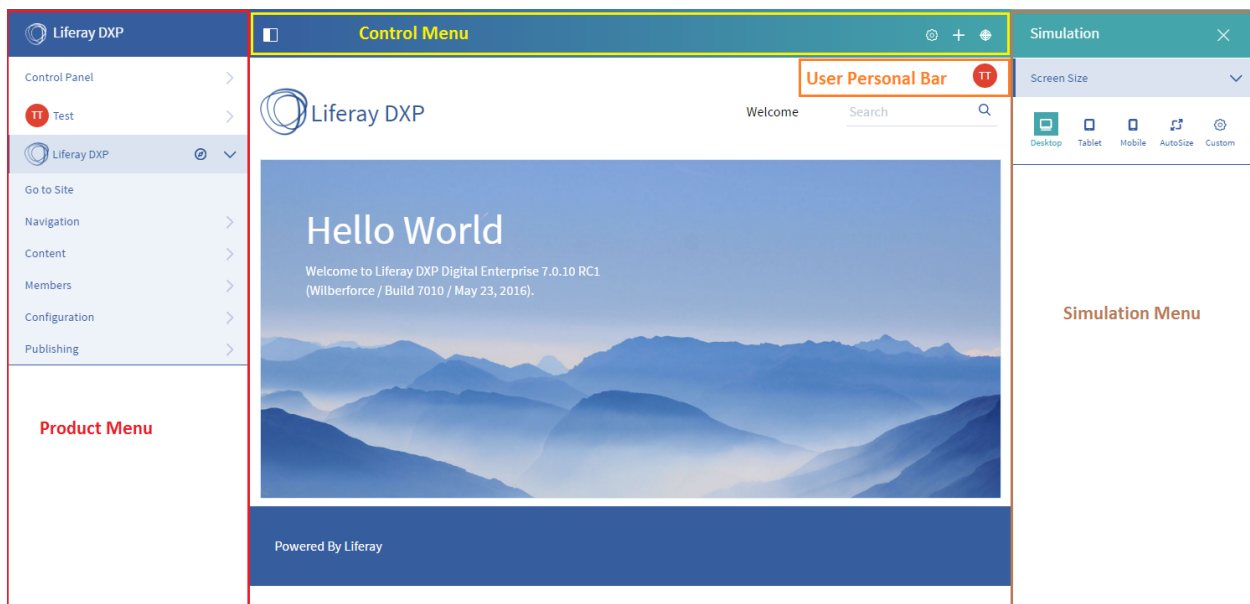 Liferay DXP
Control Panel
TT Test
Liferay DXP
Go to Site
Navigation
Content
Members
Configuration
Publishing
Product Menu
Control Menu
User Personal Bar TT
Liferay DXP
Welcome Search
Hello World
Welcome to Liferay DXP Digital Enterprise 7.0.10 RC1
(Wilberforce / Build 7010 / May 23, 2016).
Powered By Liferay
Simulation
Screen Size
Desktop Tablet Mobile AutoSize Custom
Simulation Menu